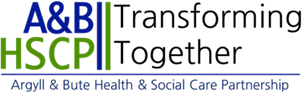 A&B Transforming
HSCP Together
Argyll & Bute Health & Social Care Partnership